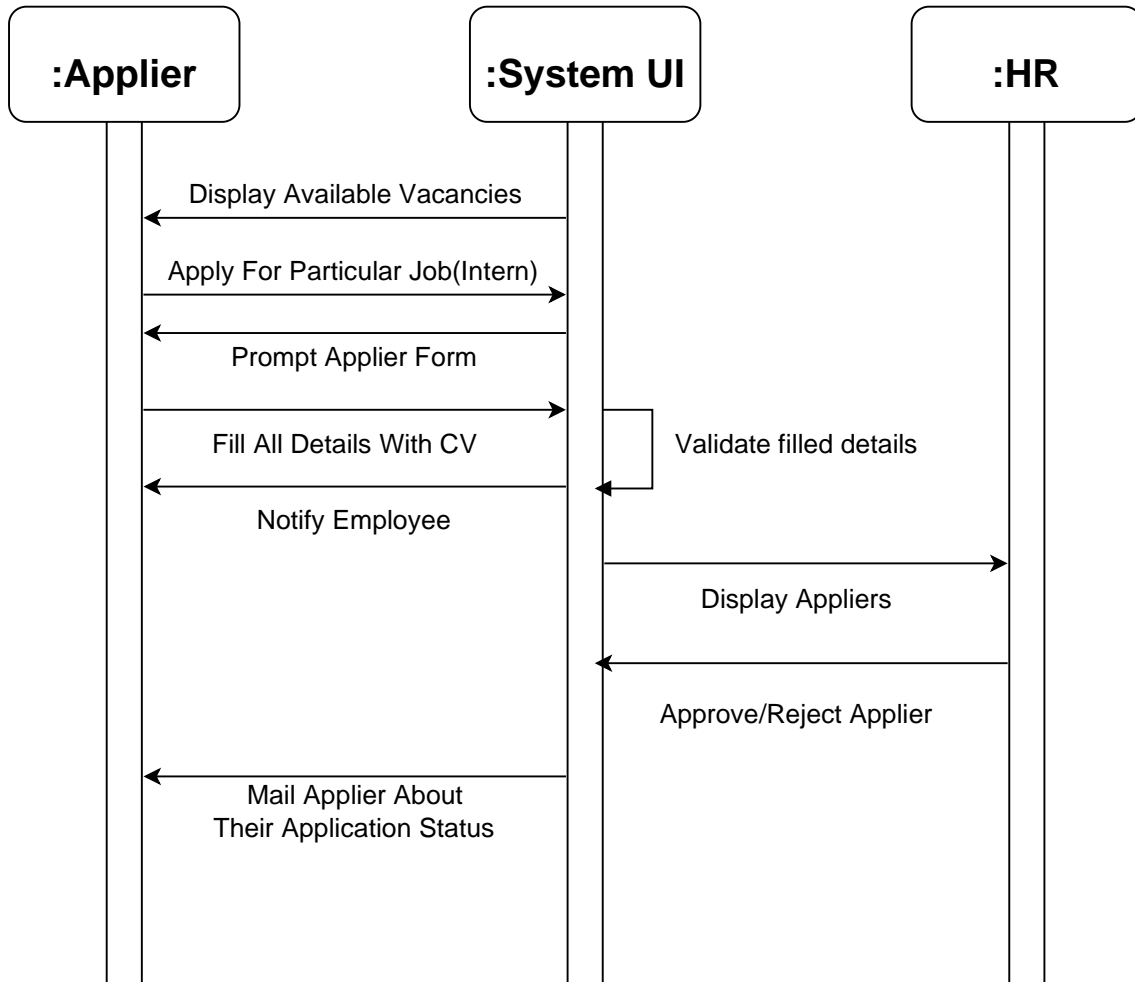 :Applier
:System UI
:HR
Display Available Vacancies
Apply For Particular Job(Intern)
Prompt Applier Form
Fill All Details With CV
Validate filled details
Notify Employee
Display Appliers
Approve/Reject Applier
Mail Applier About
Their Application Status